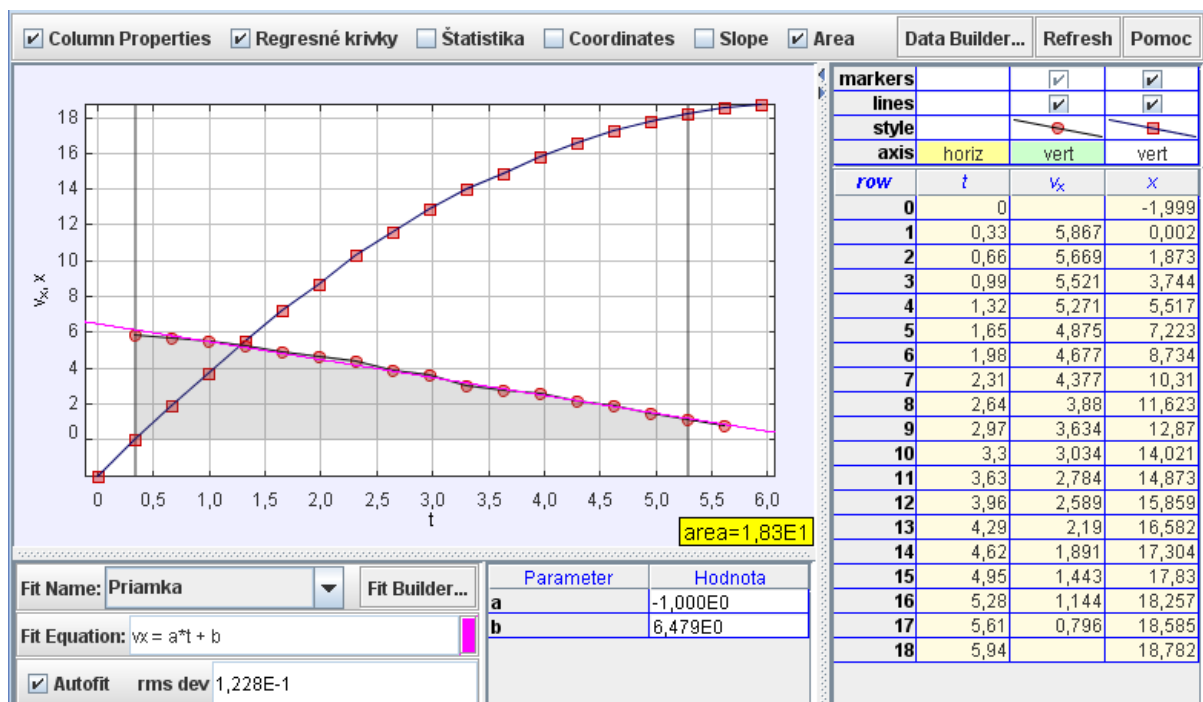 Column Properties Regresné krivky Štatistika Coordinates Slope Area Data Builder... Refresh Pomoc
18
16
14
12
10
8
6
4
2
0
vx, x
0 0,5 1,0 1,5 2,0 2,5 3,0 3,5 4,0 4,5 5,0 5,5 6,0
t
area=1,83E1
Fit Name: Priamka Fit Builder...
Fit Equation: vx = a*t + b
Autofit rms dev 1,228E-1
Parameter Hodnota
a -1,000E0
b 6,479E0
markers
lines
style
axis horiz vert vert
row t vx x
0 0 -1,999
1 0,33 5,867 0,002
2 0,66 5,669 1,873
3 0,99 5,521 3,744
4 1,32 5,271 5,517
5 1,65 4,875 7,223
6 1,98 4,677 8,734
7 2,31 4,377 10,31
8 2,64 3,88 11,623
9 2,97 3,634 12,87
10 3,3 3,034 14,021
11 3,63 2,784 14,873
12 3,96 2,589 15,859
13 4,29 2,19 16,582
14 4,62 1,891 17,304
15 4,95 1,443 17,83
16 5,28 1,144 18,257
17 5,61 0,796 18,585
18 5,94 18,782